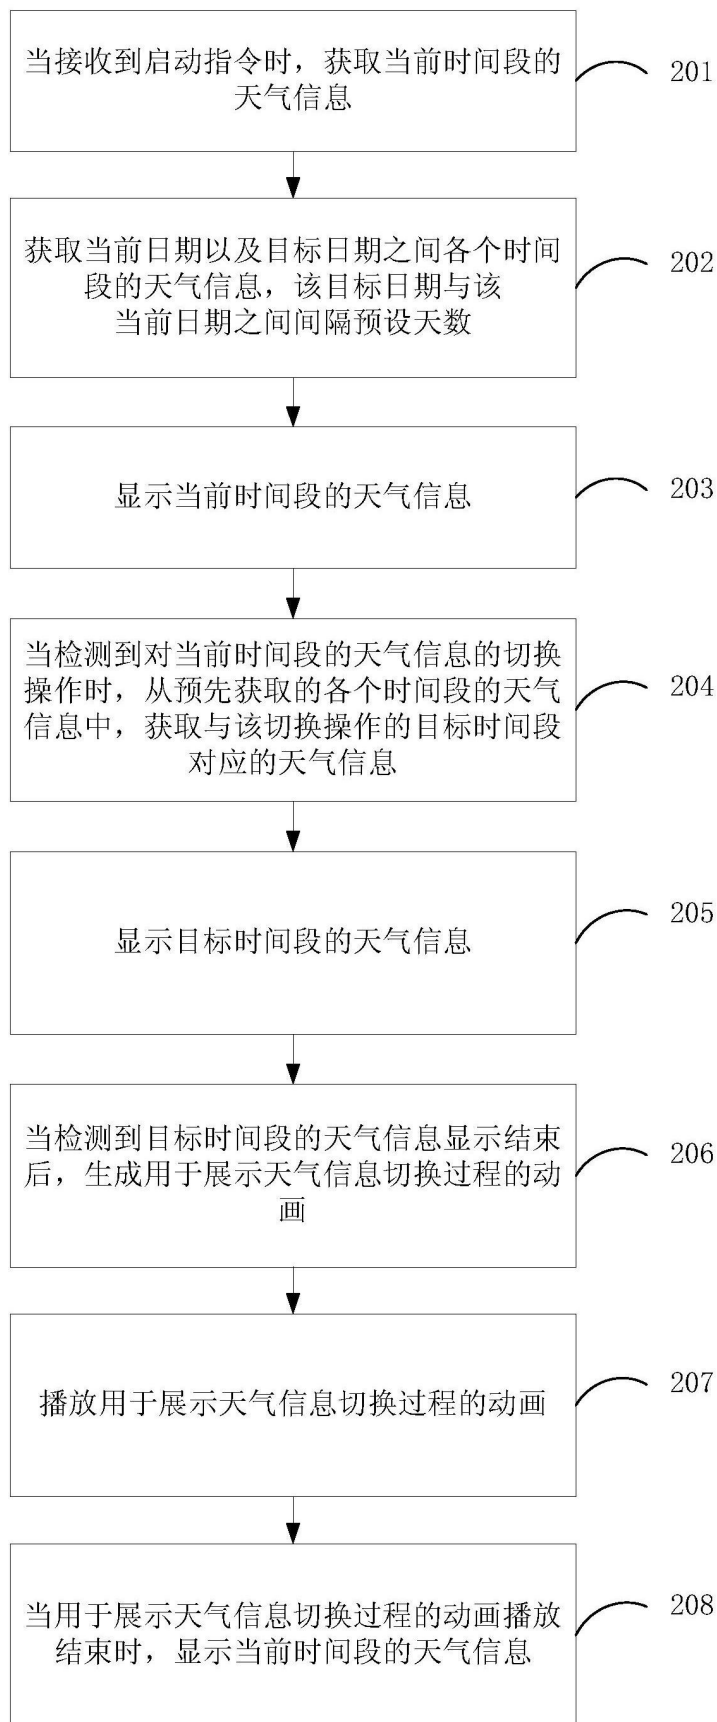 当接收到启动指令时，获取当前时间段的
天气信息
201
获取当前日期以及目标日期之间各个时间
段的天气信息，该目标日期与该
当前日期之间间隔预设天数
202
显示当前时间段的天气信息
203
当检测到对当前时间段的天气信息的切换
操作时，从预先获取的各个时间段的天气
信息中，获取与该切换操作的目标时间段
对应的天气信息
204
显示目标时间段的天气信息
205
当检测到目标时间段的天气信息显示结束
后，生成用于展示天气信息切换过程的动
画
206
播放用于展示天气信息切换过程的动画
207
当用于展示天气信息切换过程的动画播放
结束时，显示当前时间段的天气信息
208